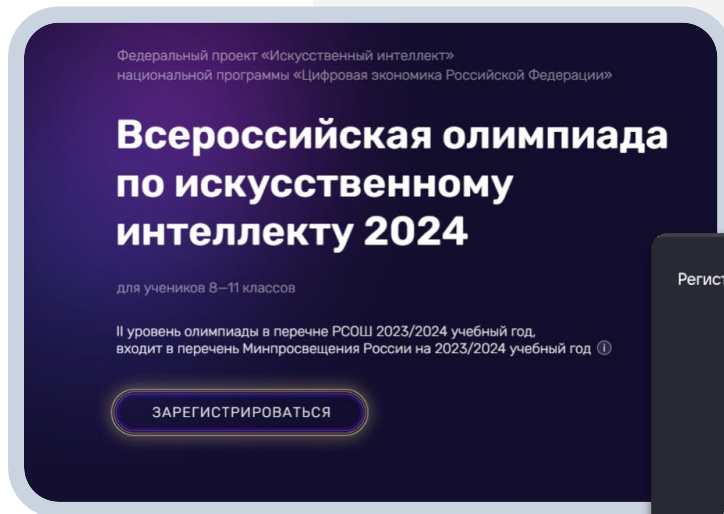 Федеральный проект «Искусственный интеллект»
национальной программы «Цифровая экономика Российской Федерации»
Всероссийская олимпиада
по искусственному
интеллекту 2024
для учеников 8—11 классов
II уровень олимпиады в перечне РСОШ 2023/2024 учебный год,
входит в перечень Минпросвещения России на 2023/2024 учебный год
ЗАРЕГИСТРИРОВАТЬСЯ